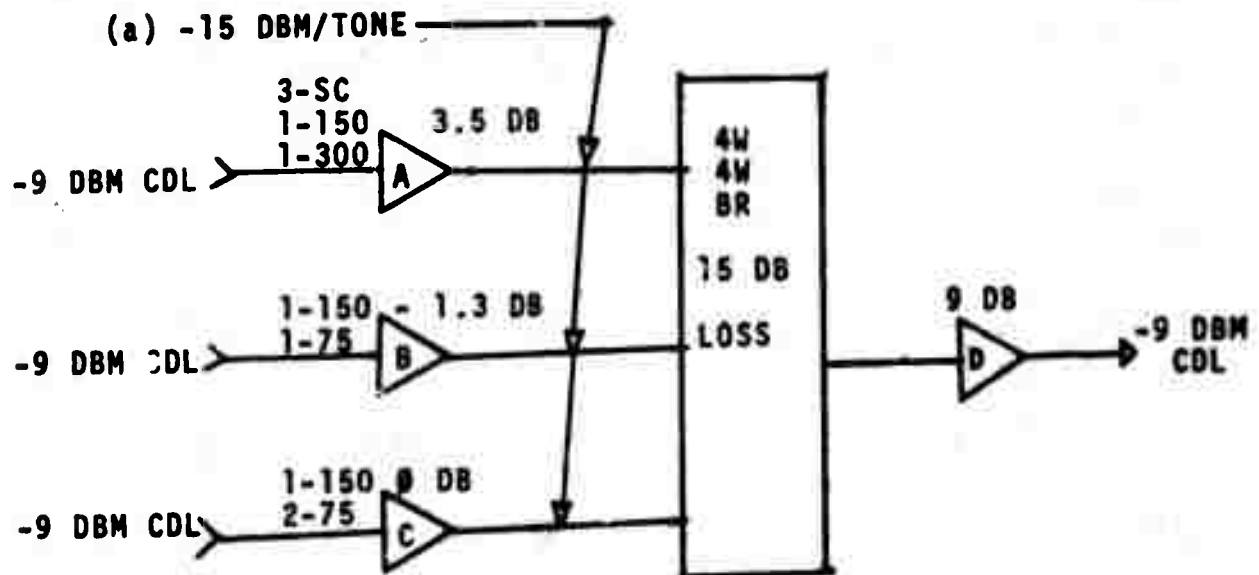 (a) -15 DBM/TONE
3-SC
1-150
1-300
3.5 DB
-9 DBM CDL
A
4W
4W
BR
15 DB
LOSS
1-150 - 1.3 DB
1-75
-9 DBM CDL
B
9 DB
D
-9 DBM
CDL
1-150 0 DB
2-75
-9 DBM CDL
C